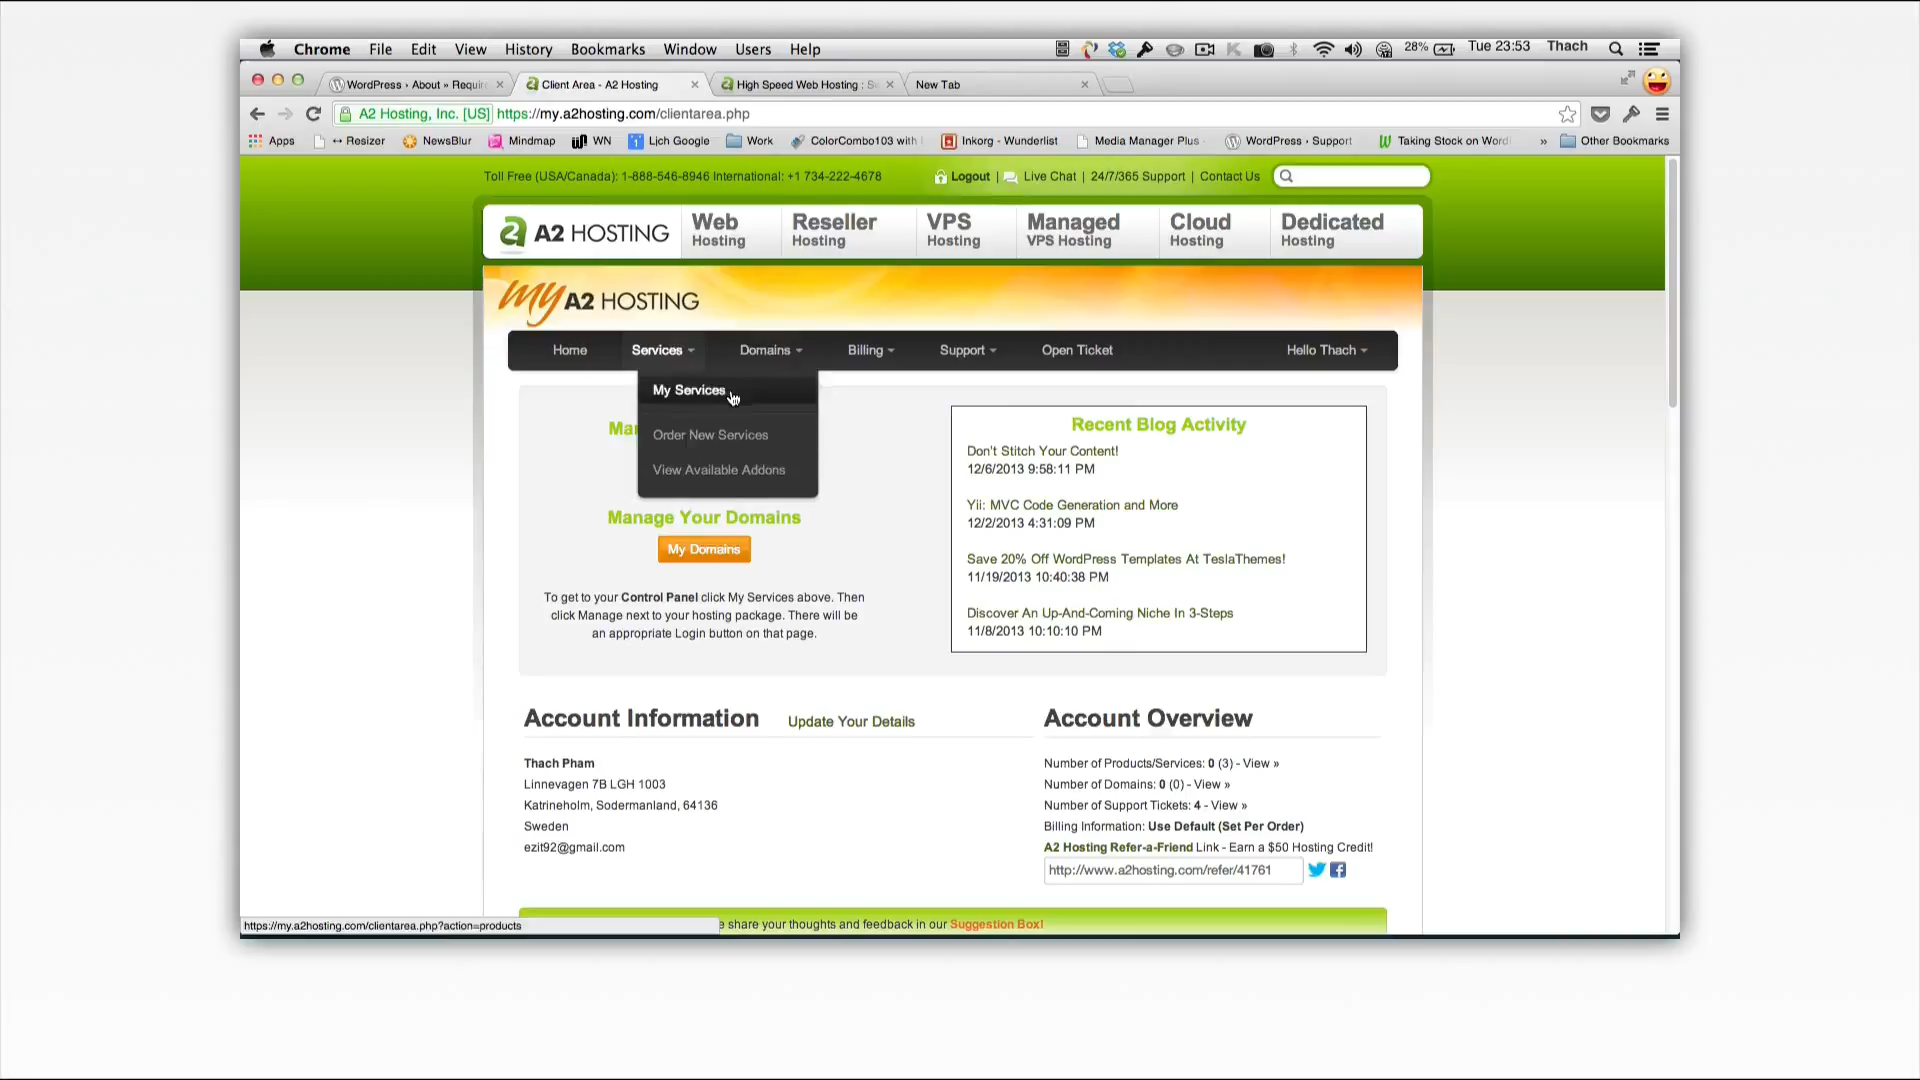 Chrome File Edit View History Bookmarks Window Users Help 28% Tue 23:53 Thach
WordPress › About » Requir
Client Area - A2 Hosting
High Speed Web Hosting : S
New Tab
A2 Hosting, Inc. [US] https://my.a2hosting.com/clientarea.php
Apps ↔ Resizer NewsBlur Mindmap WN Lịch Google Work ColorCombo103 with Inkorg - Wunderlist Media Manager Plus WordPress › Support Taking Stock on Word » Other Bookmarks
Toll Free (USA/Canada): 1-888-546-8946 International: +1 734-222-4678
Logout | Live Chat | 24/7/365 Support | Contact Us
A2 HOSTING
Web
Hosting
Reseller
Hosting
VPS
Hosting
Managed
VPS Hosting
Cloud
Hosting
Dedicated
Hosting
my A2 HOSTING
Home Services Domains Billing Support Open Ticket Hello Thach
My Services
Order New Services
View Available Addons
Manage Your Domains
My Domains
To get to your Control Panel click My Services above. Then
click Manage next to your hosting package. There will be
an appropriate Login button on that page.
Recent Blog Activity
Don't Stitch Your Content!
12/6/2013 9:58:11 PM
Yii: MVC Code Generation and More
12/2/2013 4:31:09 PM
Save 20% Off WordPress Templates At TeslaThemes!
11/19/2013 10:40:38 PM
Discover An Up-And-Coming Niche In 3-Steps
11/8/2013 10:10:10 PM
Account Information Update Your Details
Thach Pham
Linnevagen 7B LGH 1003
Katrineholm, Sodermanland, 64136
Sweden
ezit92@gmail.com
Account Overview
Number of Products/Services: 0 (3) - View »
Number of Domains: 0 (0) - View »
Number of Support Tickets: 4 - View »
Billing Information: Use Default (Set Per Order)
A2 Hosting Refer-a-Friend Link - Earn a $50 Hosting Credit!
http://www.a2hosting.com/refer/41761
share your thoughts and feedback in our Suggestion Box!
https://my.a2hosting.com/clientarea.php?action=products